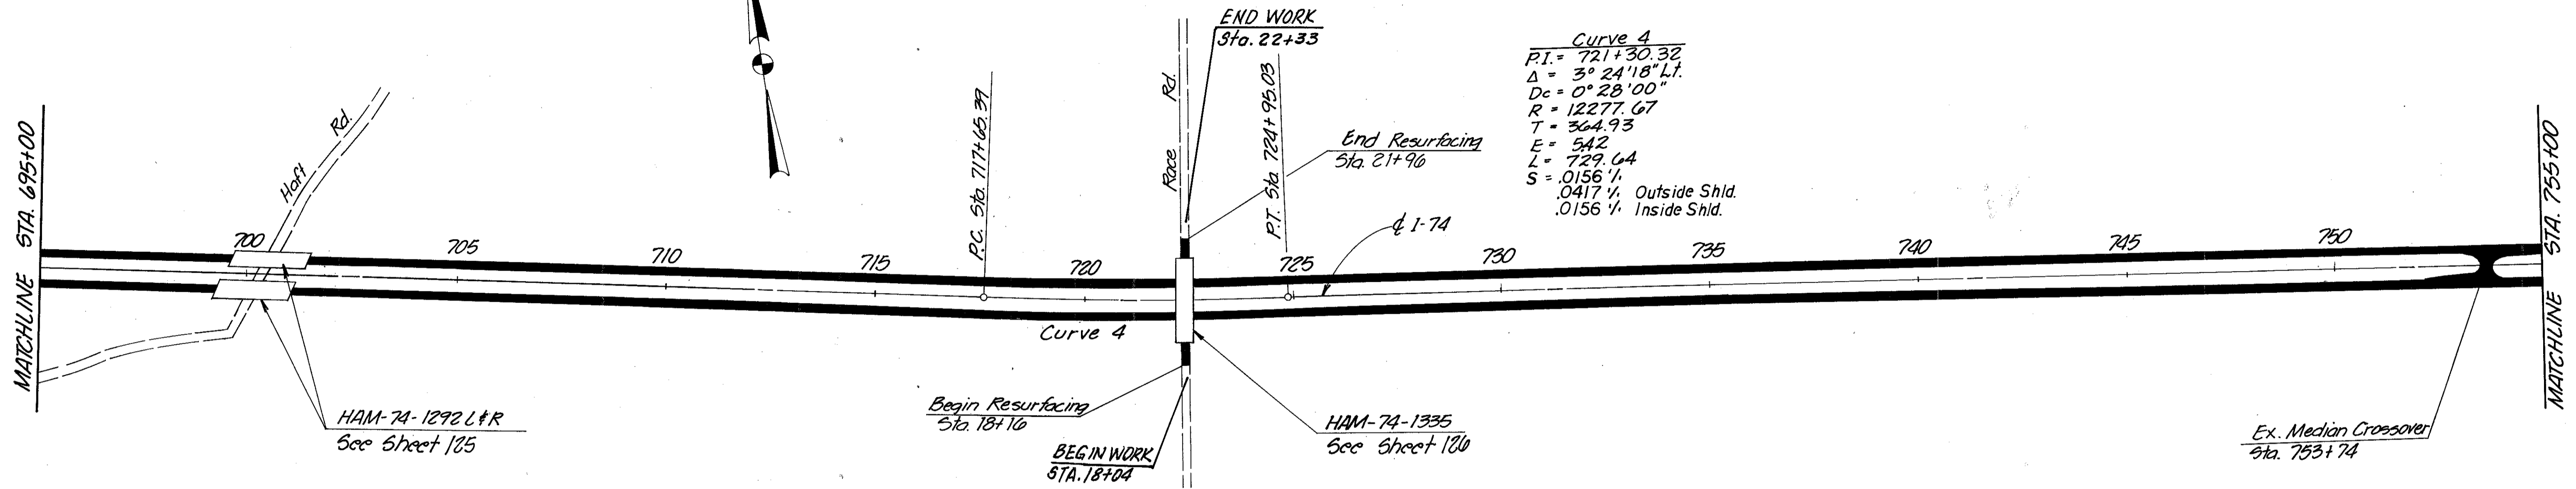 MATCHLINE STA. 695+00
Haft Rd.
P.C. Sta. 717+65.39
Race Rd.
END WORK
Sta. 22+33
P.T. Sta 724+95.03
End Resurfacing
Sta. 21+96
Curve 4
P.I. = 721+30.32
Δ = 3° 24'18" Lt.
Dc = 0° 28'00"
R = 12277.67
T = 364.93
E = 5.42
L = 729.64
S = .0156 '/'
.0417 '/' Outside Shld.
.0156 '/' Inside Shld.
℄ I-74
700 705 710 715 720 725 730 735 740 745 750
Curve 4
HAM-74-1292 L&R
See Sheet 125
Begin Resurfacing
Sta. 18+16
BEGIN WORK
STA. 18+04
HAM-74-1335
See Sheet 126
Ex. Median Crossover
Sta. 753+74
MATCHLINE STA. 755+00